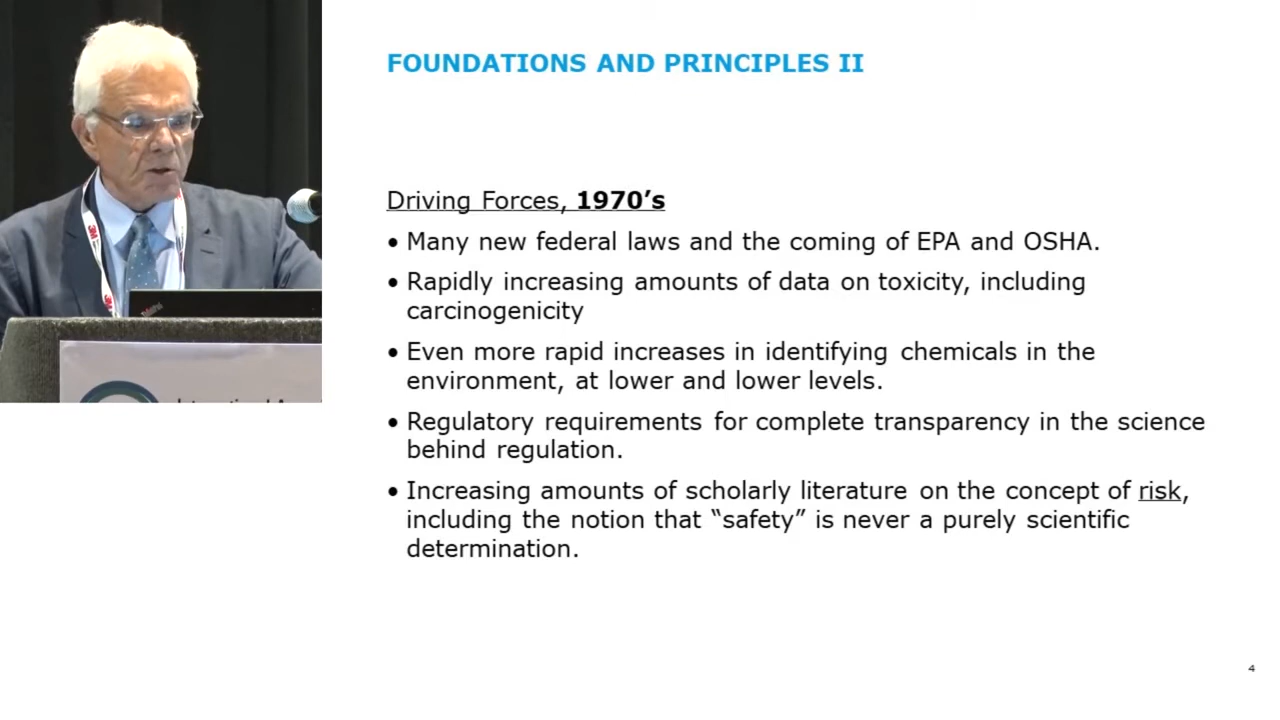 FOUNDATIONS AND PRINCIPLES II
Driving Forces, 1970’s
• Many new federal laws and the coming of EPA and OSHA.
• Rapidly increasing amounts of data on toxicity, including
carcinogenicity
• Even more rapid increases in identifying chemicals in the
environment, at lower and lower levels.
• Regulatory requirements for complete transparency in the science
behind regulation.
• Increasing amounts of scholarly literature on the concept of risk,
including the notion that “safety” is never a purely scientific
determination.
4
3M